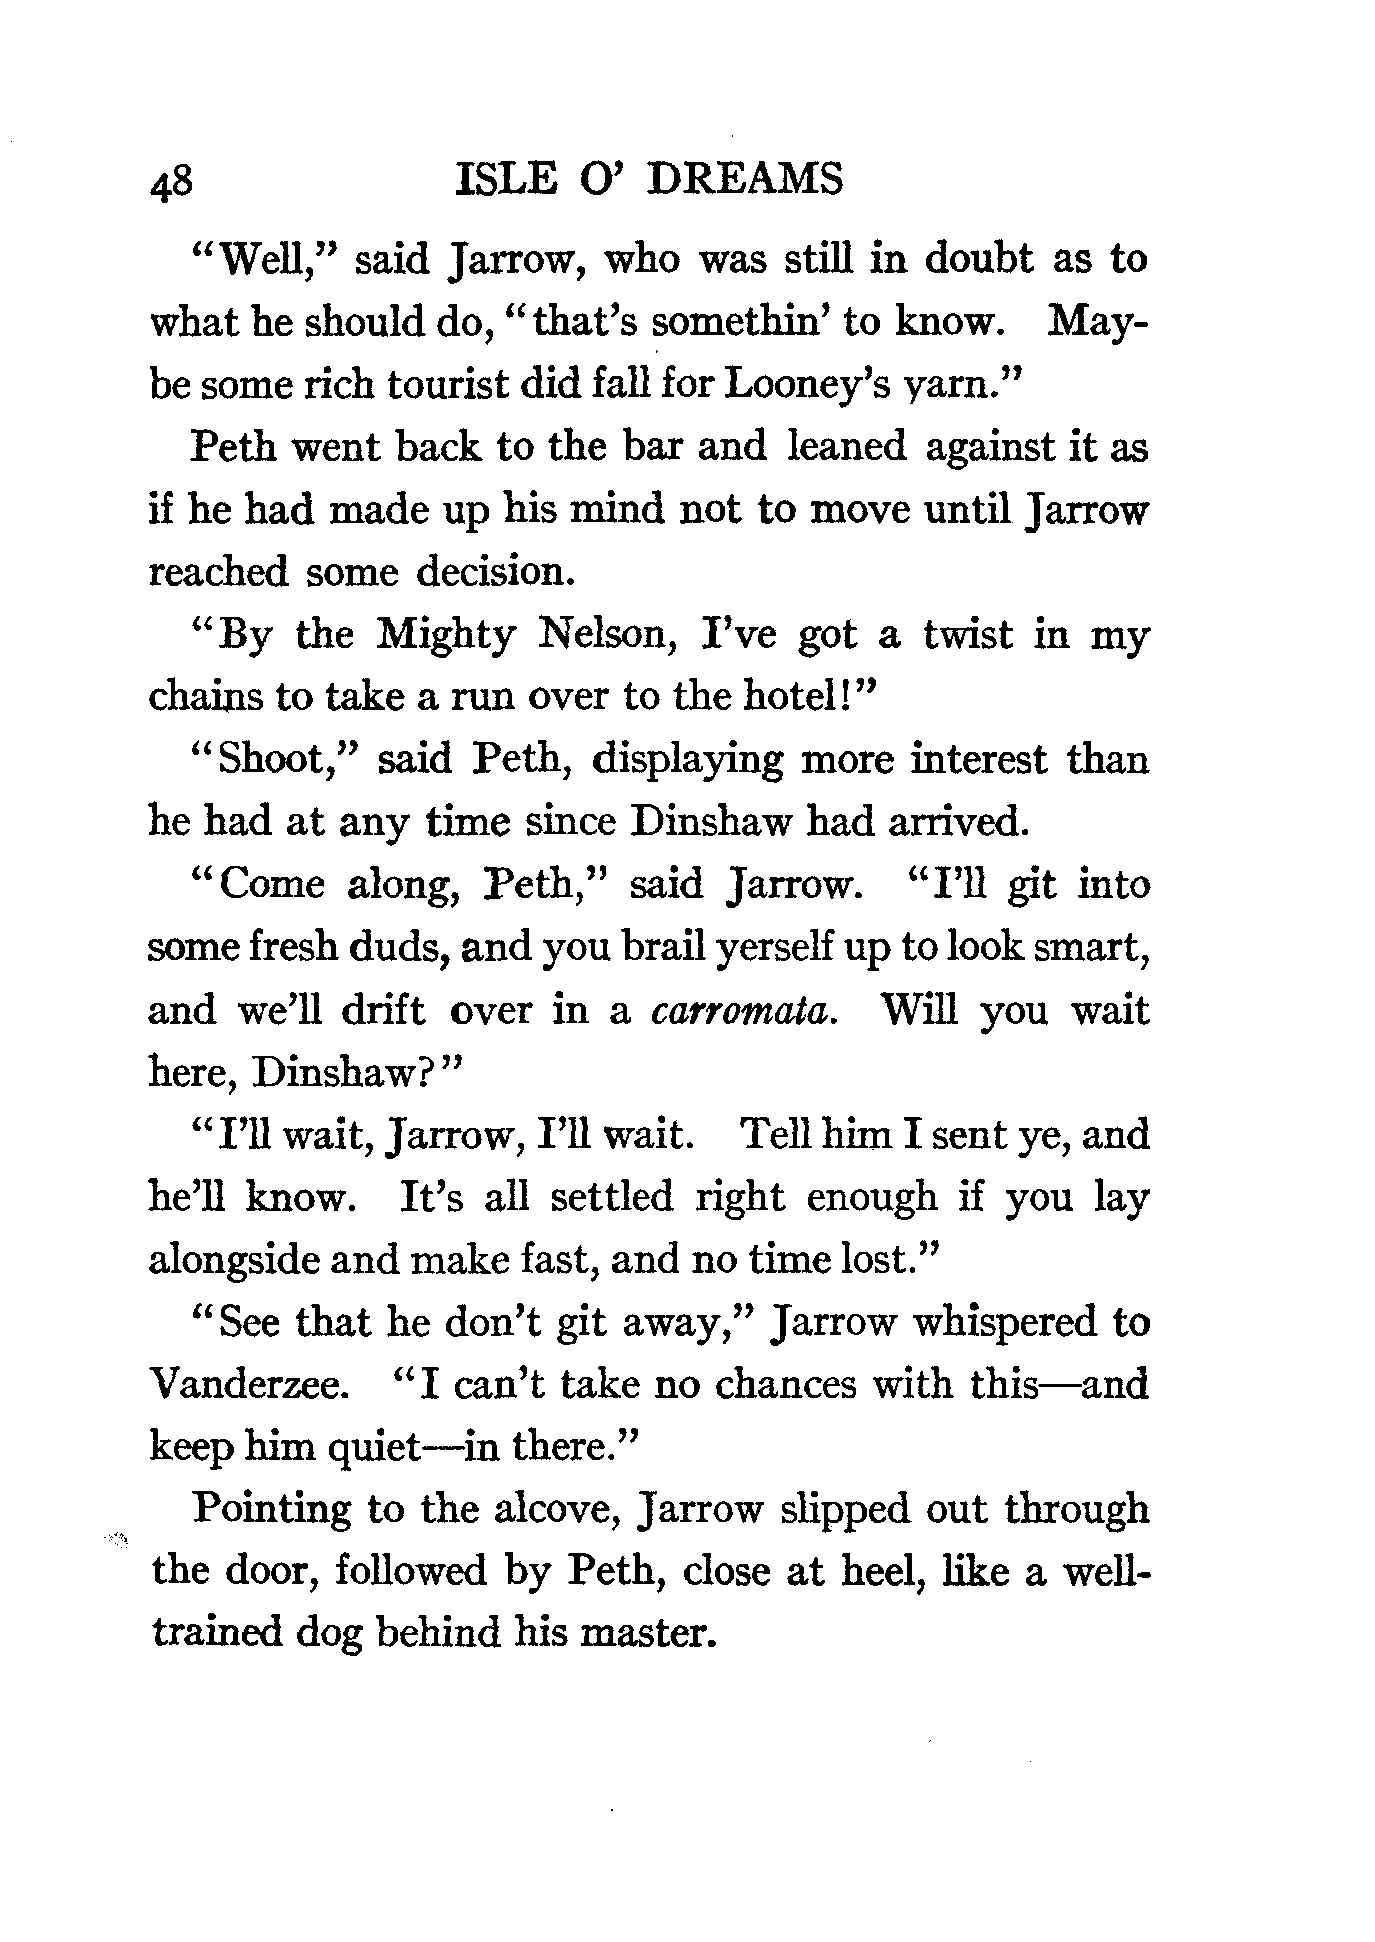 48 ISLE O' DREAMS
"Well," said Jarrow, who was still in doubt as to
what he should do, "that's somethin' to know. May-
be some rich tourist did fall for Looney's yarn."
Peth went back to the bar and leaned against it as
if he had made up his mind not to move until Jarrow
reached some decision.
"By the Mighty Nelson, I've got a twist in my
chains to take a run over to the hotel!"
"Shoot," said Peth, displaying more interest than
he had at any time since Dinshaw had arrived.
"Come along, Peth," said Jarrow. "I'll git into
some fresh duds, and you brail yerself up to look smart,
and we'll drift over in a carromata. Will you wait
here, Dinshaw?"
"I'll wait, Jarrow, I'll wait. Tell him I sent ye, and
he'll know. It's all settled right enough if you lay
alongside and make fast, and no time lost."
"See that he don't git away," Jarrow whispered to
Vanderzee. "I can't take no chances with this—and
keep him quiet—in there."
Pointing to the alcove, Jarrow slipped out through
the door, followed by Peth, close at heel, like a well-
trained dog behind his master.